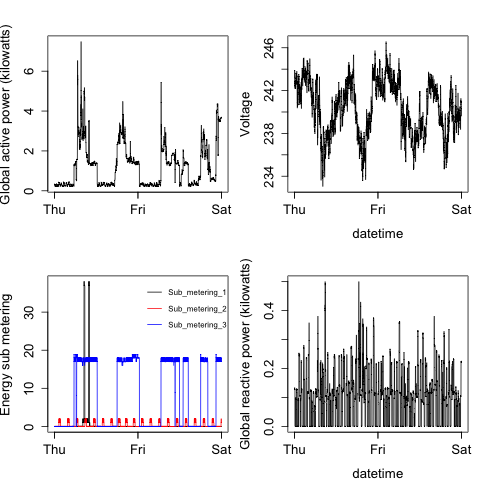 Global active power (kilowatts)
0 2 4 6
Thu Fri Sat
Voltage
234 238 242 246
Thu Fri Sat
datetime
Energy sub metering
0 10 20 30
Sub_metering_1
Sub_metering_2
Sub_metering_3
Thu Fri Sat
Global reactive power (kilowatts)
0.0 0.2 0.4
Thu Fri Sat
datetime